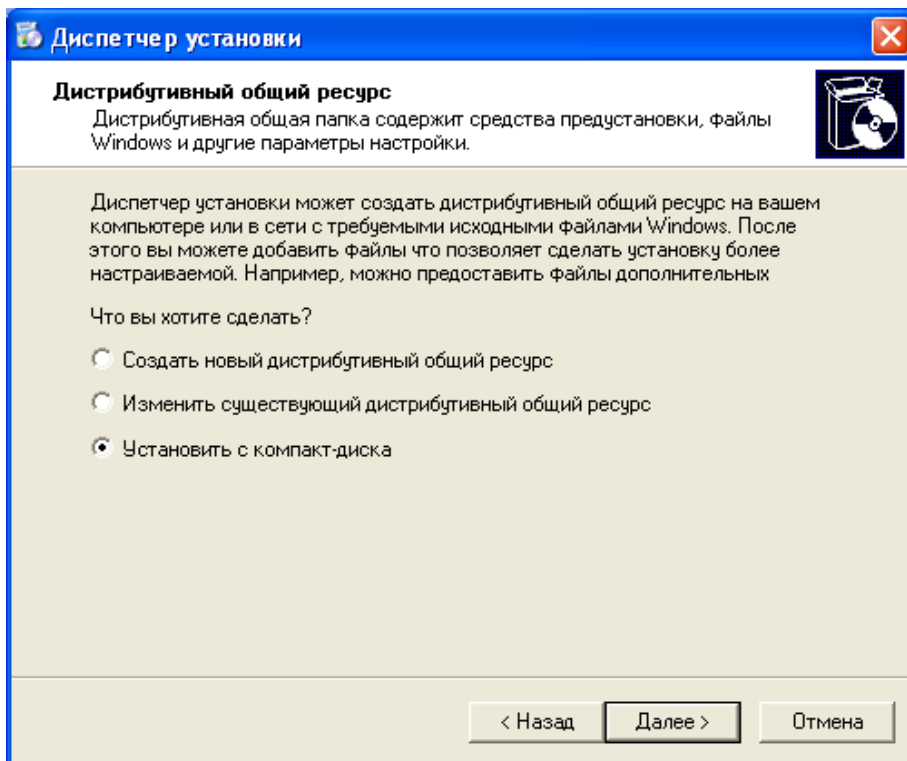 Диспетчер установки
Дистрибутивный общий ресурс
Дистрибутивная общая папка содержит средства предустановки, файлы
Windows и другие параметры настройки.
Диспетчер установки может создать дистрибутивный общий ресурс на вашем
компьютере или в сети с требуемыми исходными файлами Windows. После
этого вы можете добавить файлы что позволяет сделать установку более
настраиваемой. Например, можно предоставить файлы дополнительных
Что вы хотите сделать?
Создать новый дистрибутивный общий ресурс
Изменить существующий дистрибутивный общий ресурс
Установить с компакт-диска
< Назад
Далее >
Отмена